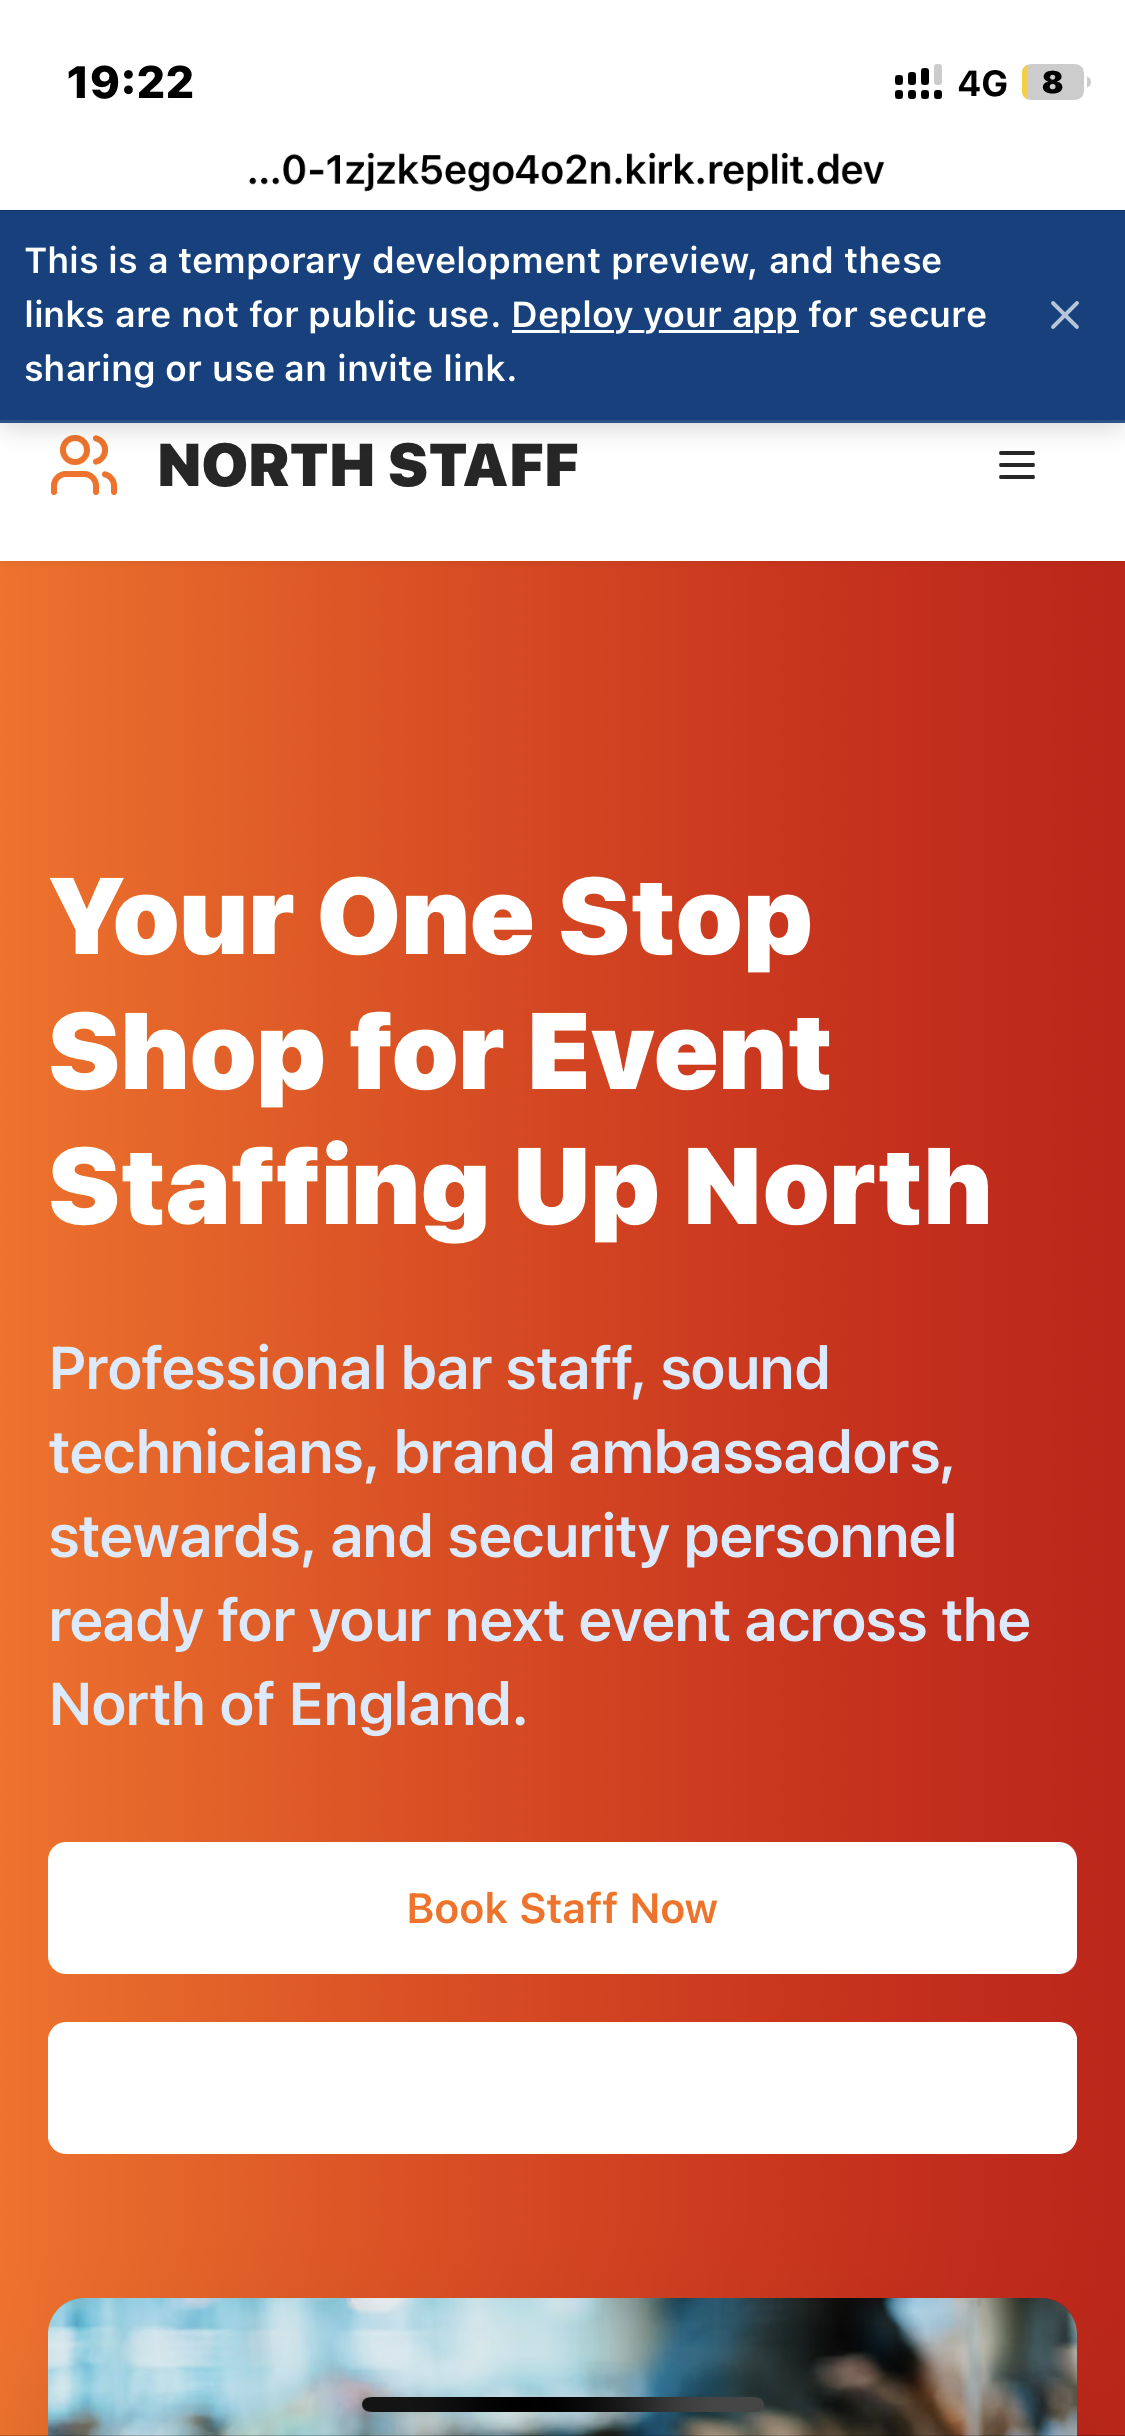 19:22
4G 8
...0-1zjzk5ego4o2n.kirk.replit.dev
This is a temporary development preview, and these
links are not for public use. Deploy your app for secure
sharing or use an invite link.
NORTH STAFF
Your One Stop
Shop for Event
Staffing Up North
Professional bar staff, sound
technicians, brand ambassadors,
stewards, and security personnel
ready for your next event across the
North of England.
Book Staff Now